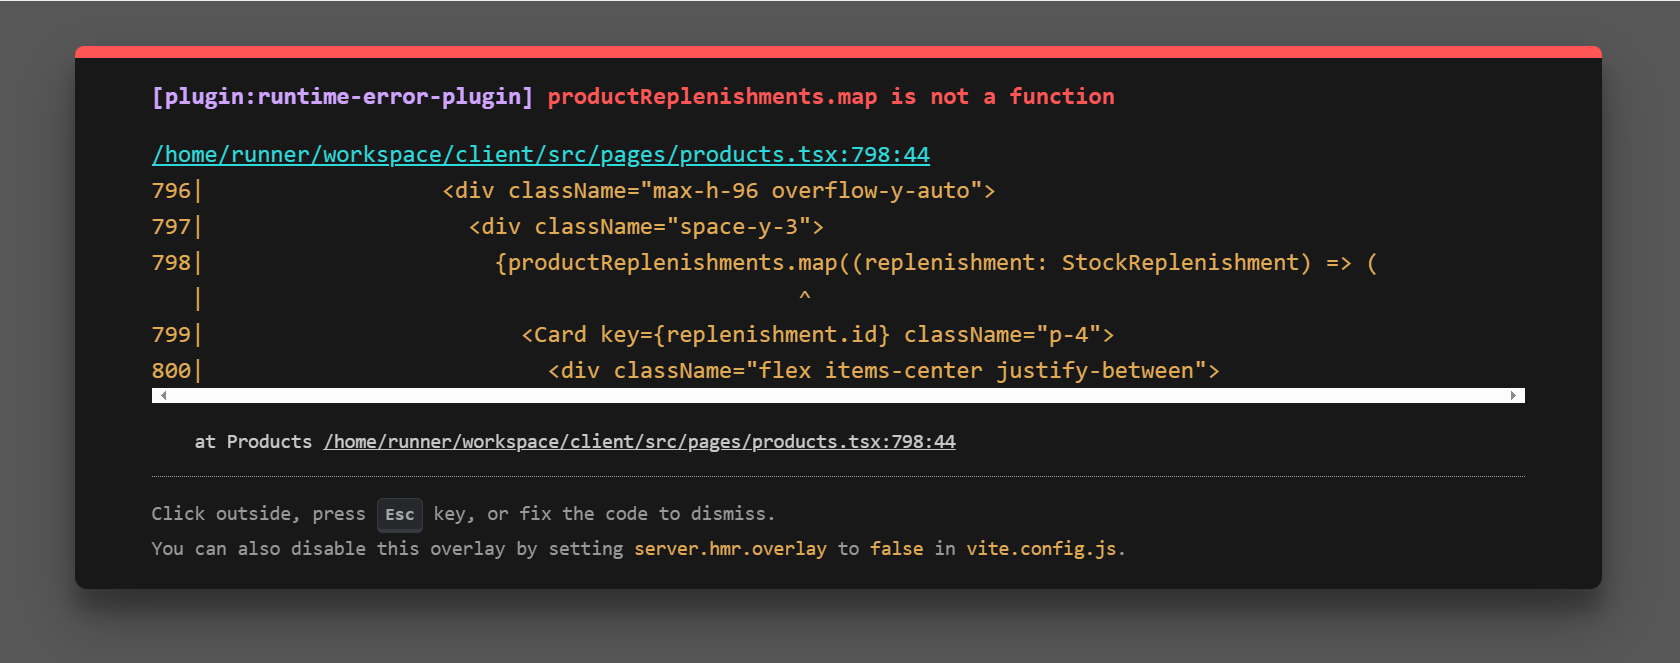 [plugin:runtime-error-plugin] productReplenishments.map is not a function
/home/runner/workspace/client/src/pages/products.tsx:798:44
796|                  <div className="max-h-96 overflow-y-auto">
797|                    <div className="space-y-3">
798|                      {productReplenishments.map((replenishment: StockReplenishment) => (
   |                                             ^
799|                        <Card key={replenishment.id} className="p-4">
800|                          <div className="flex items-center justify-between">
at Products /home/runner/workspace/client/src/pages/products.tsx:798:44
Click outside, press Esc key, or fix the code to dismiss.
You can also disable this overlay by setting server.hmr.overlay to false in vite.config.js.